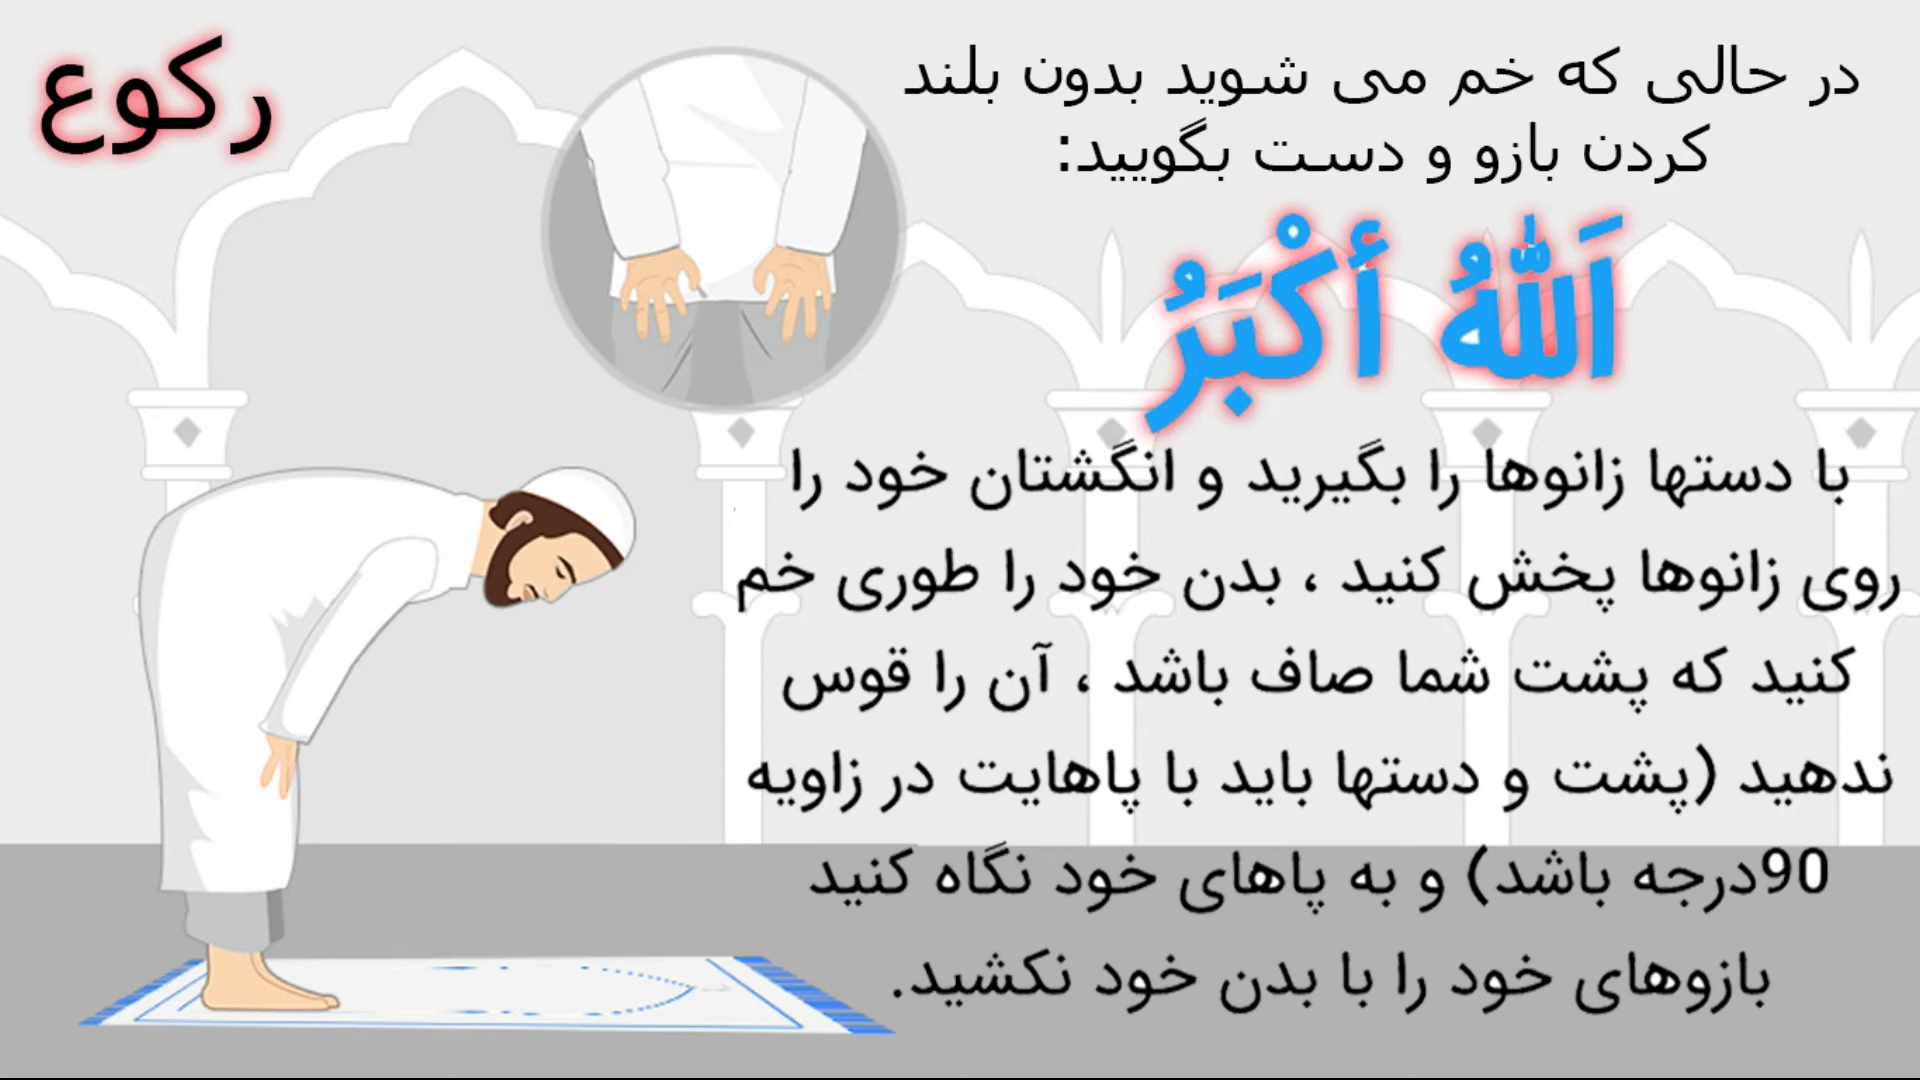 رکوع
در حالی که خم می شوید بدون بلند
کردن بازو و دست بگویید:
اَللّٰهُ أَكْبَرُ
با دستها زانوها را بگیرید و انگشتان خود را
روی زانوها پخش کنید ، بدن خود را طوری خم
کنید که پشت شما صاف باشد ، آن را قوس
ندهید (پشت و دستها باید با پاهایت در زاویه
90درجه باشد) و به پاهای خود نگاه کنید
بازوهای خود را با بدن خود نکشید.